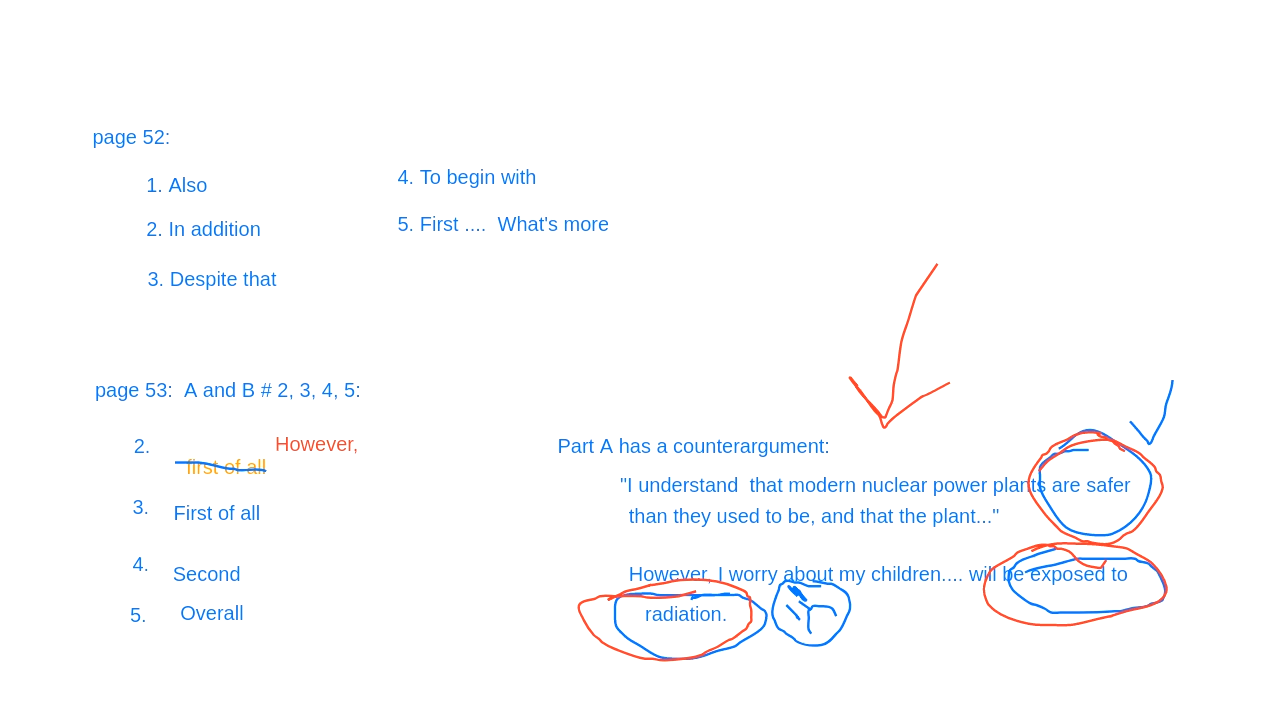 page 52:
1. Also
2. In addition
3. Despite that
4. To begin with
5. First .... What's more
page 53: A and B # 2, 3, 4, 5:
2. first of all However,
3. First of all
4. Second
5. Overall
Part A has a counterargument:
"I understand that modern nuclear power plants are safer
than they used to be, and that the plant..."
However, I worry about my children.... will be exposed to
radiation.